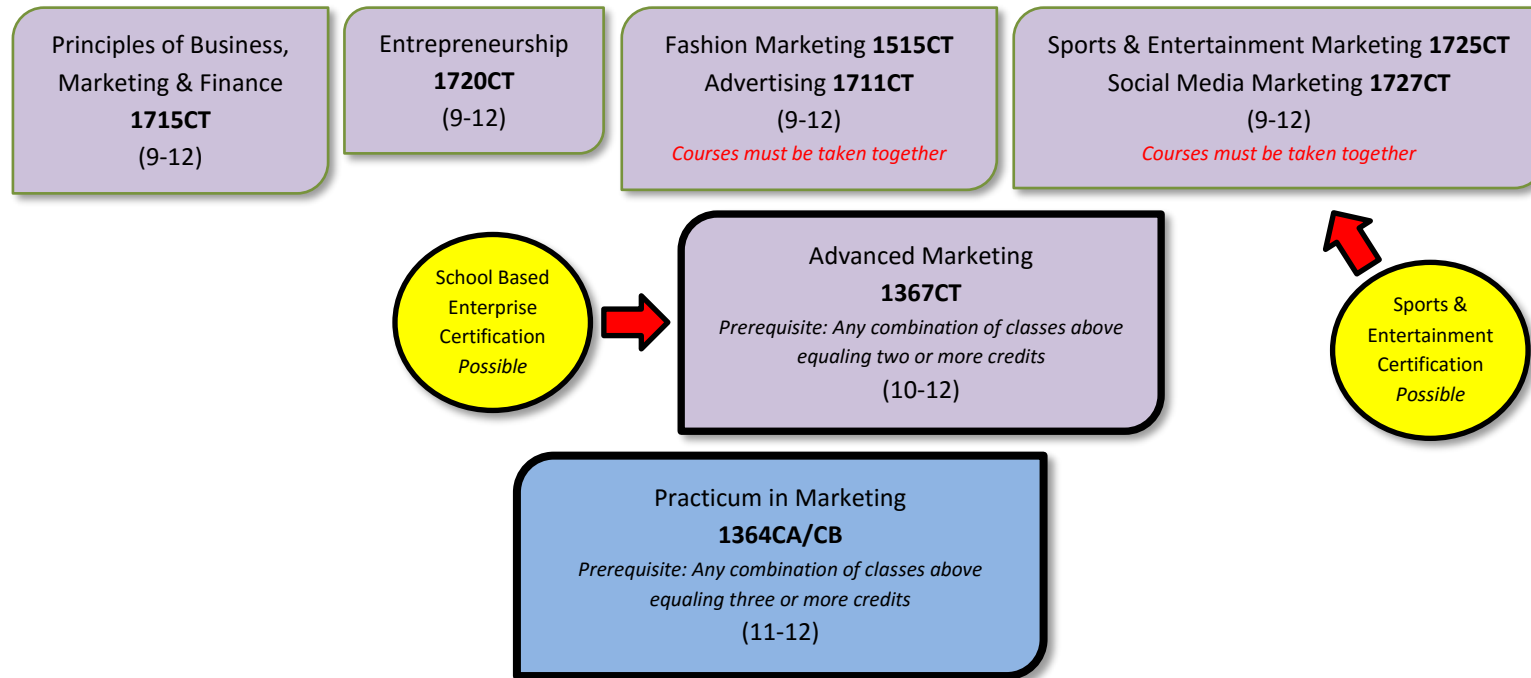 Principles of Business,
Marketing & Finance
1715CT
(9-12)
Entrepreneurship
1720CT
(9-12)
Fashion Marketing 1515CT
Advertising 1711CT
(9-12)
Courses must be taken together
Sports & Entertainment Marketing 1725CT
Social Media Marketing 1727CT
(9-12)
Courses must be taken together
School Based
Enterprise
Certification
Possible
Advanced Marketing
1367CT
Prerequisite: Any combination of classes above
equaling two or more credits
(10-12)
Sports &
Entertainment
Certification
Possible
Practicum in Marketing
1364CA/CB
Prerequisite: Any combination of classes above
equaling three or more credits
(11-12)